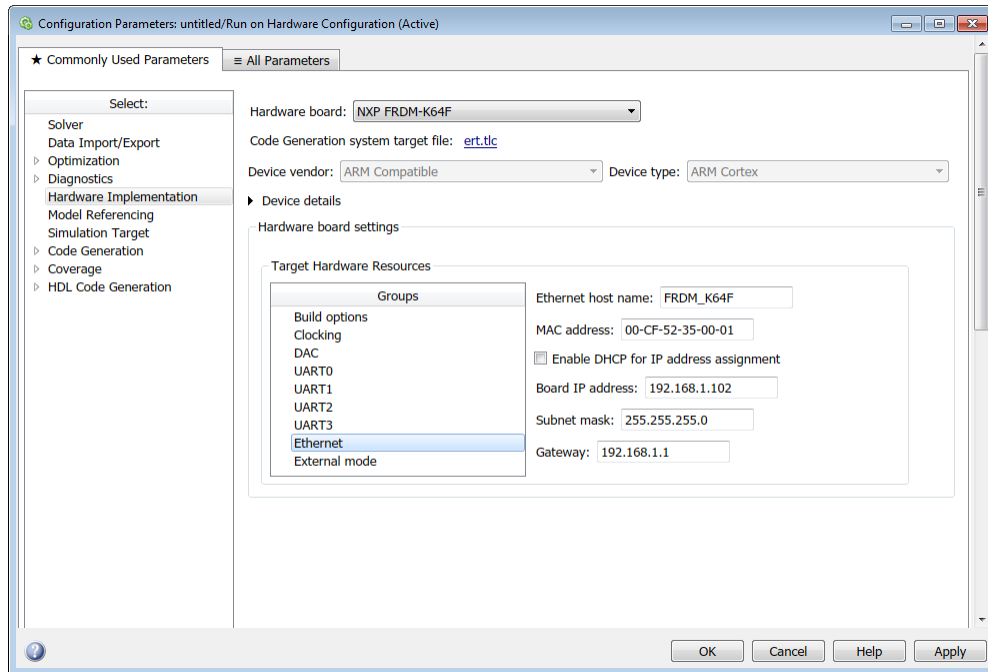 Configuration Parameters: untitled/Run on Hardware Configuration (Active)
★ Commonly Used Parameters
≡ All Parameters
Select:
Solver
Data Import/Export
Optimization
Diagnostics
Hardware Implementation
Model Referencing
Simulation Target
Code Generation
Coverage
HDL Code Generation
Hardware board: NXP FRDM-K64F
Code Generation system target file: ert.tlc
Device vendor: ARM Compatible Device type: ARM Cortex
Device details
Hardware board settings
Target Hardware Resources
Groups
Build options
Clocking
DAC
UART0
UART1
UART2
UART3
Ethernet
External mode
Ethernet host name: FRDM_K64F
MAC address: 00-CF-52-35-00-01
Enable DHCP for IP address assignment
Board IP address: 192.168.1.102
Subnet mask: 255.255.255.0
Gateway: 192.168.1.1
?
OK Cancel Help Apply